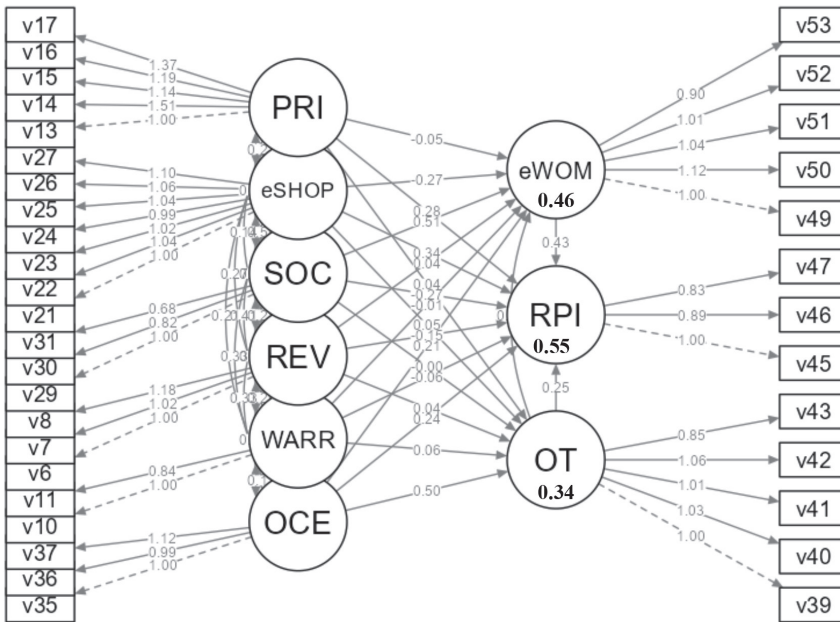 v17
v16
v15
v14
v13
v27
v26
v25
v24
v23
v22
v21
v31
v30
v29
v8
v7
v6
v11
v10
v37
v36
v35
1.37
1.19
1.14
1.51
1.00
1.10
1.06
1.04
0.99
1.02
1.04
1.00
0.68
0.82
1.00
1.18
1.02
1.00
0.84
1.00
1.12
0.99
1.00
PRI
eSHOP
SOC
REV
WARR
OCE
-0.05
0.27
0.28
0.51
0.34
0.04
0.04
-0.01
0.05
0.21
0.00
-0.06
0.04
0.24
0.06
0.50
eWOM
0.46
0.43
RPI
0.55
0.25
OT
0.34
0.90
1.01
1.04
1.12
1.00
0.83
0.89
1.00
0.85
1.06
1.01
1.03
1.00
v53
v52
v51
v50
v49
v47
v46
v45
v43
v42
v41
v40
v39